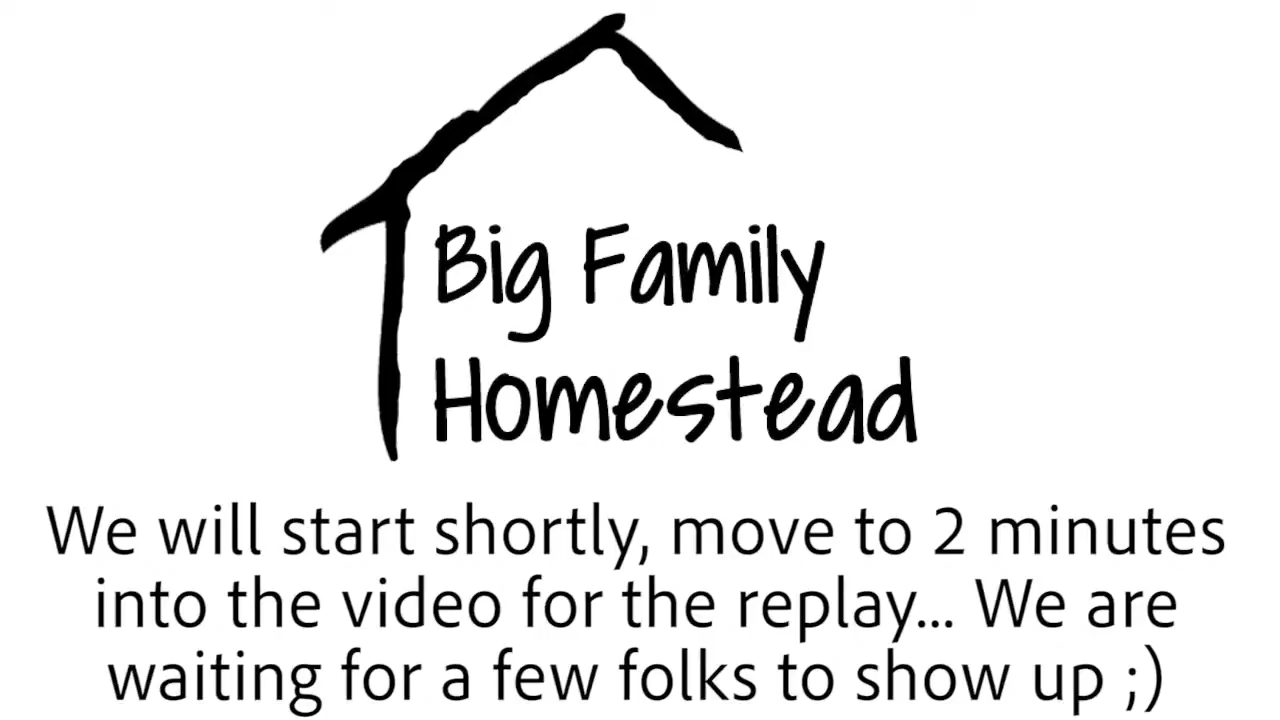 Big Family
Homestead
We will start shortly, move to 2 minutes
into the video for the replay... We are
waiting for a few folks to show up ;)